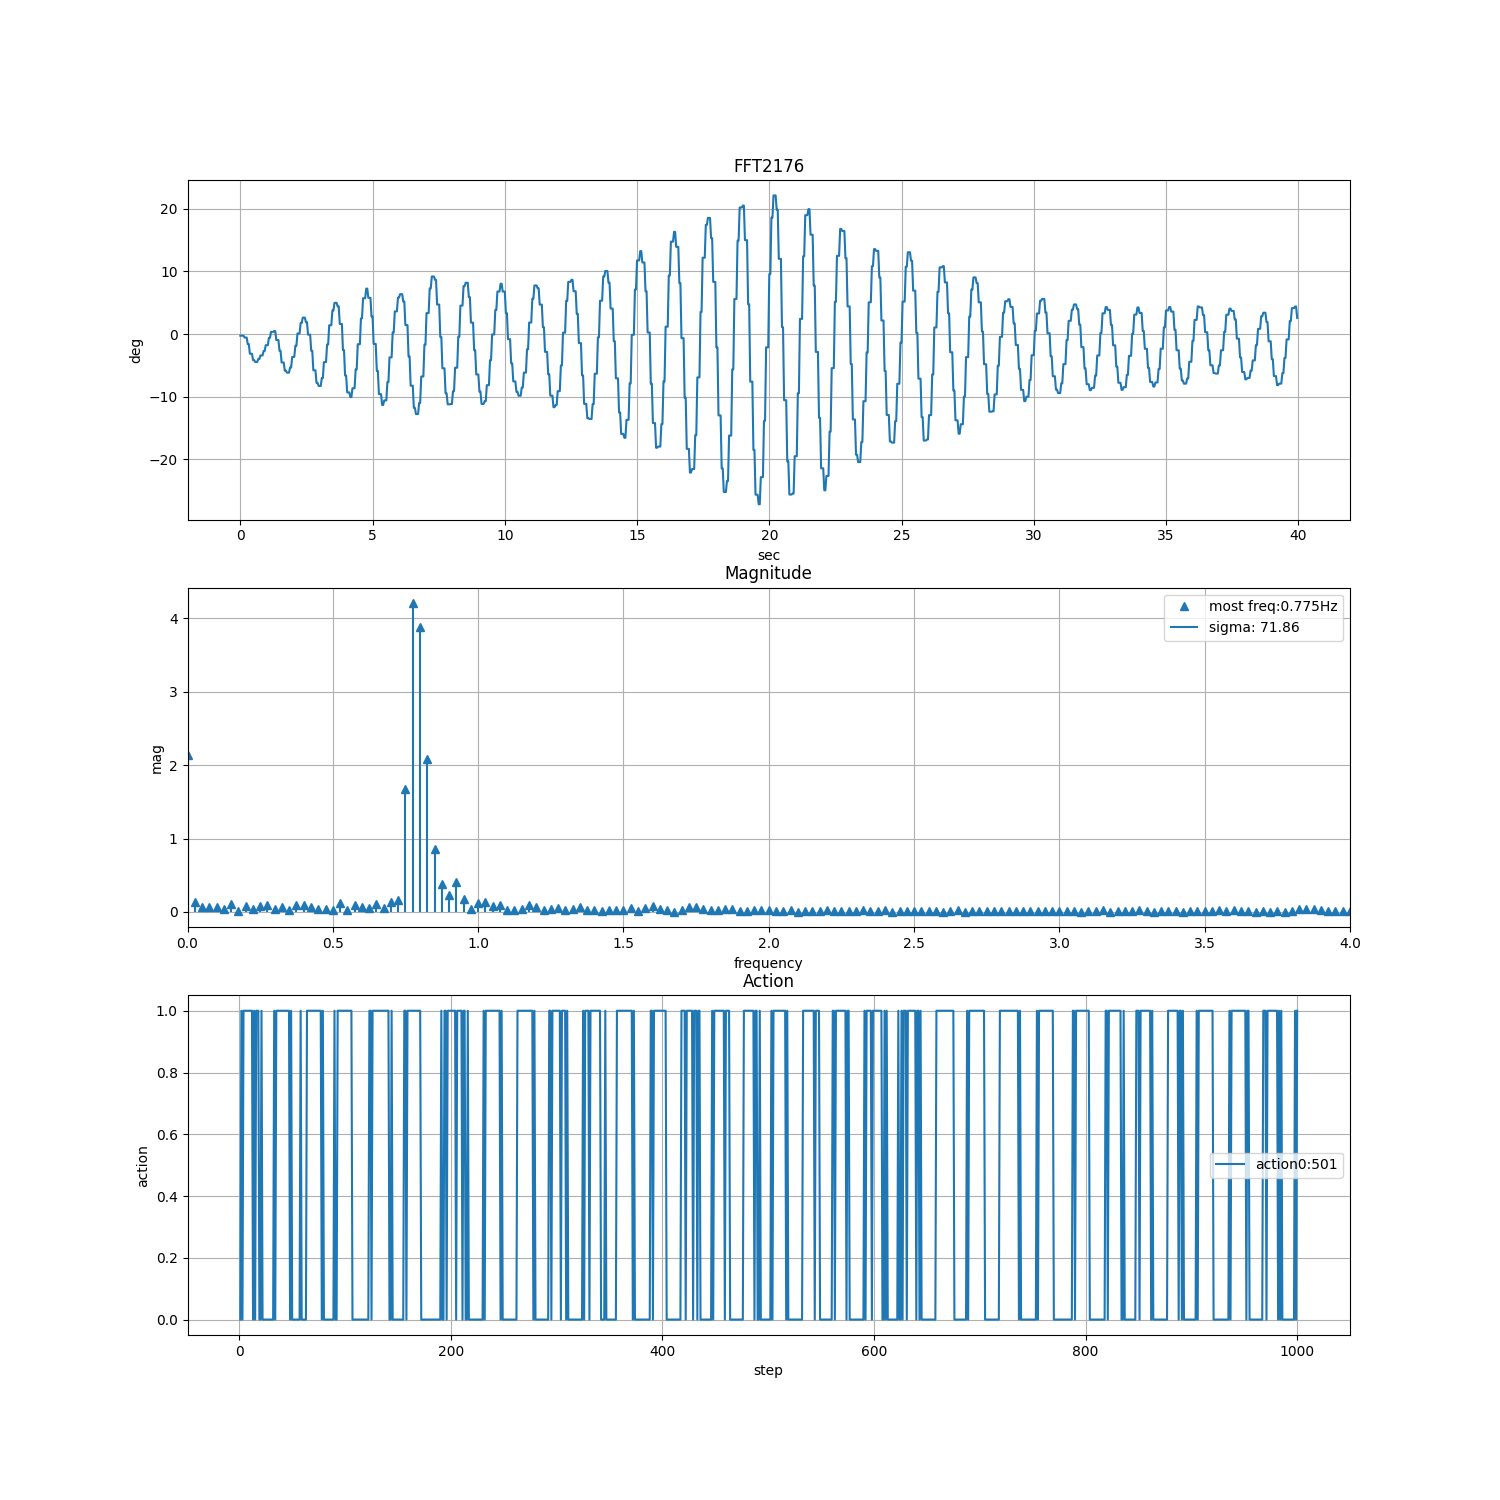 FFT2176
20
10
0
−10
−20
deg
0 5 10 15 20 25 30 35 40
sec
Magnitude
most freq:0.775Hz
sigma: 71.86
4
3
2
1
0
mag
0.0 0.5 1.0 1.5 2.0 2.5 3.0 3.5 4.0
frequency
Action
1.0
0.8
0.6
0.4
0.2
0.0
action
action0:501
0 200 400 600 800 1000
step